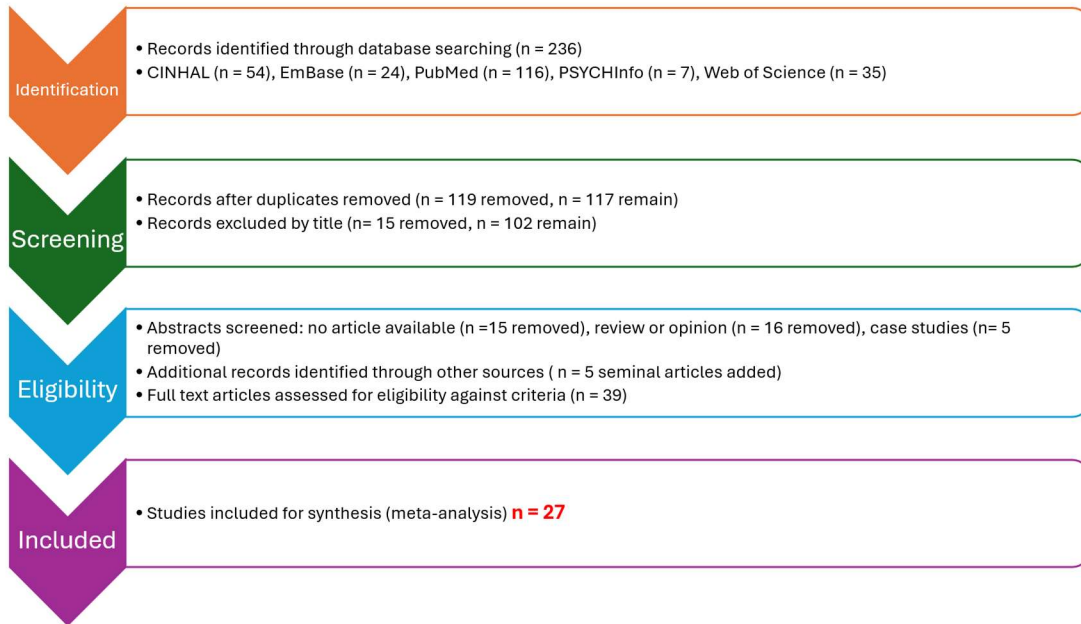 Identification
• Records identified through database searching (n = 236)
• CINHAL (n = 54), EmBase (n = 24), PubMed (n = 116), PSYCHInfo (n = 7), Web of Science (n = 35)
Screening
• Records after duplicates removed (n = 119 removed, n = 117 remain)
• Records excluded by title (n= 15 removed, n = 102 remain)
Eligibility
• Abstracts screened: no article available (n =15 removed), review or opinion (n = 16 removed), case studies (n= 5
removed)
• Additional records identified through other sources ( n = 5 seminal articles added)
• Full text articles assessed for eligibility against criteria (n = 39)
Included
• Studies included for synthesis (meta-analysis) n = 27